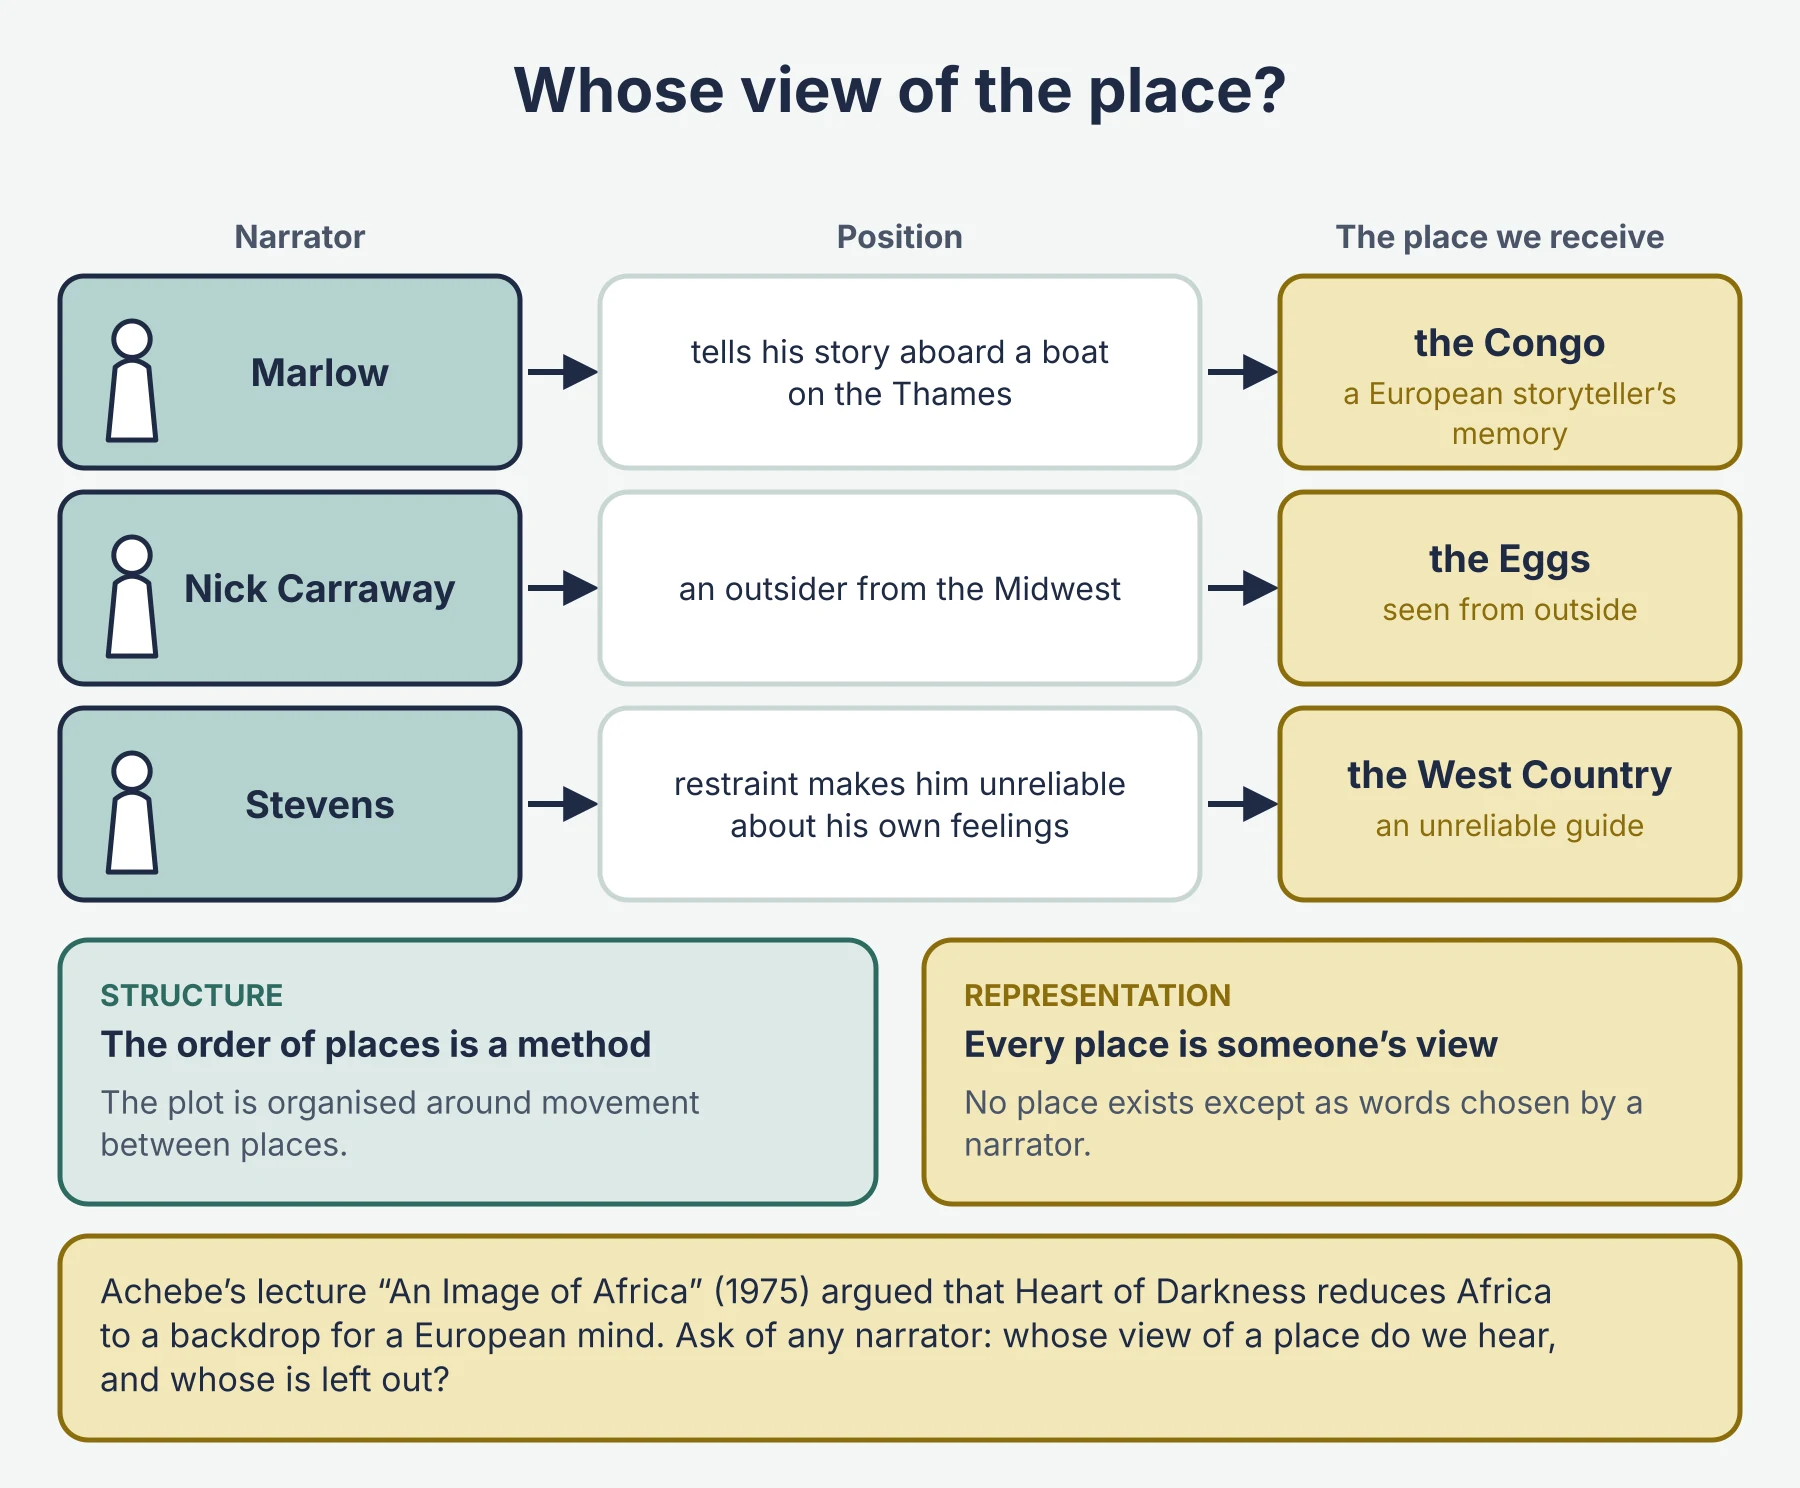 Whose view of the place?
Narrator
Position
The place we receive
Marlow
tells his story aboard a boat
on the Thames
the Congo
a European storyteller’s
memory
Nick Carraway
an outsider from the Midwest
the Eggs
seen from outside
Stevens
restraint makes him unreliable
about his own feelings
the West Country
an unreliable guide
STRUCTURE
The order of places is a method
The plot is organised around movement
between places.
REPRESENTATION
Every place is someone’s view
No place exists except as words chosen by a
narrator.
Achebe’s lecture “An Image of Africa” (1975) argued that Heart of Darkness reduces Africa
to a backdrop for a European mind. Ask of any narrator: whose view of a place do we hear,
and whose is left out?